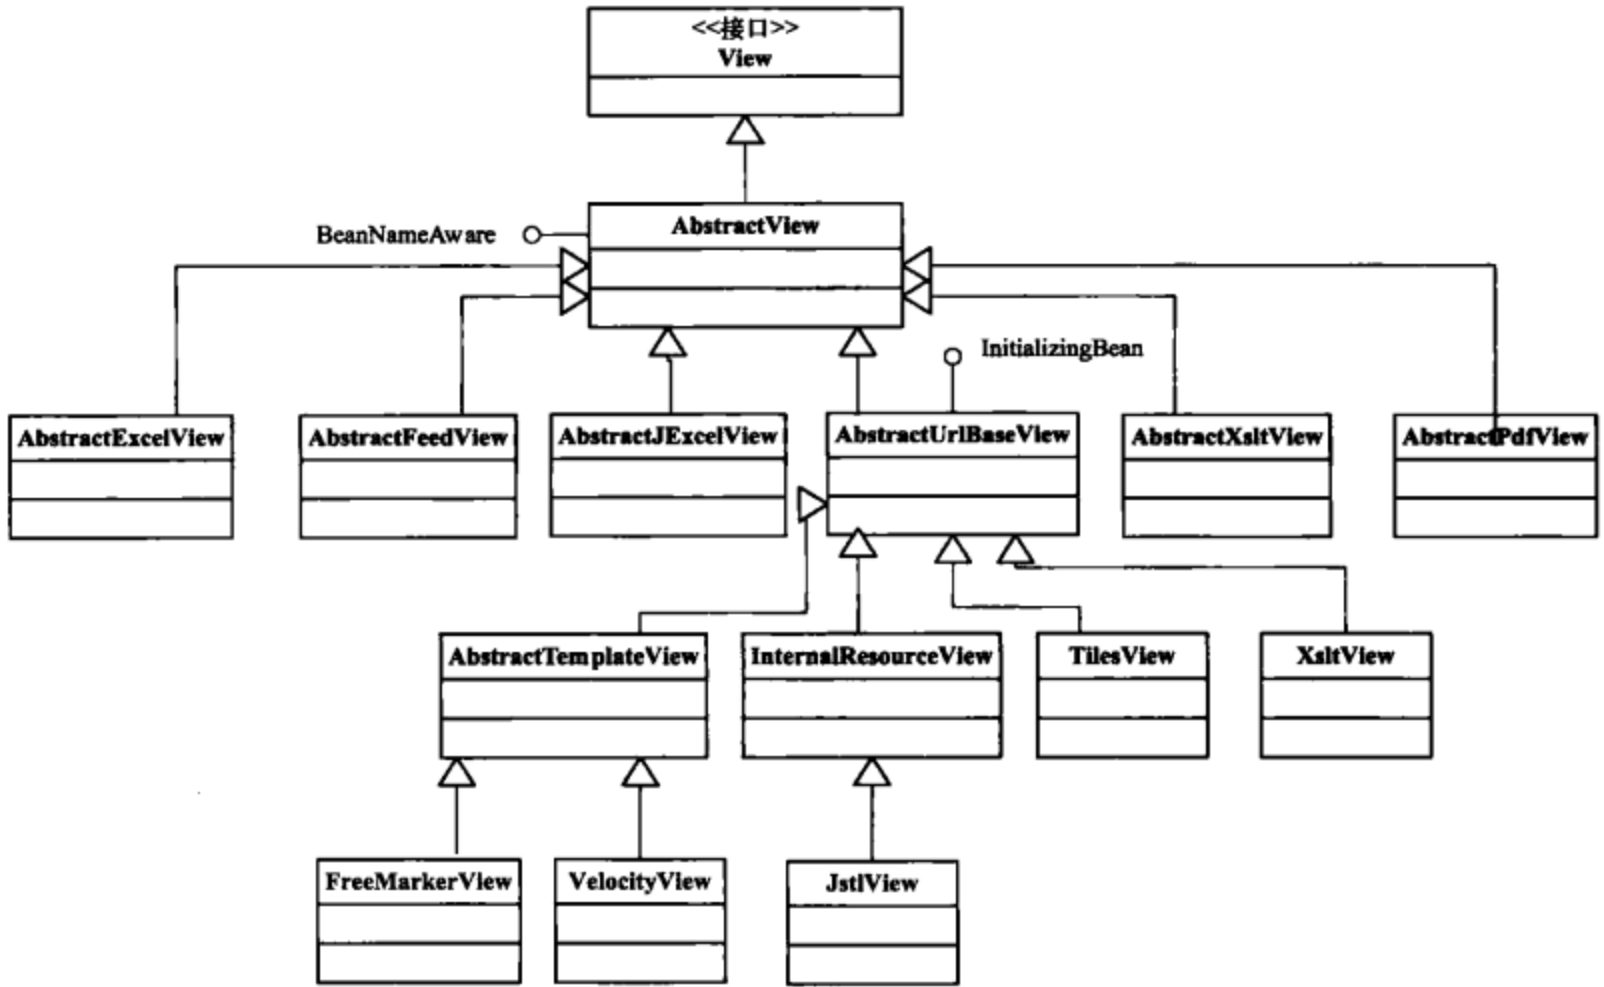 <<接口>>
View
BeanNameAware
AbstractView
InitializingBean
AbstractExcelView
AbstractFeedView
AbstractJExcelView
AbstractUrlBaseView
AbstractXsltView
AbstractPdfView
AbstractTemplateView
InternalResourceView
TilesView
XsltView
FreeMarkerView
VelocityView
JstlView